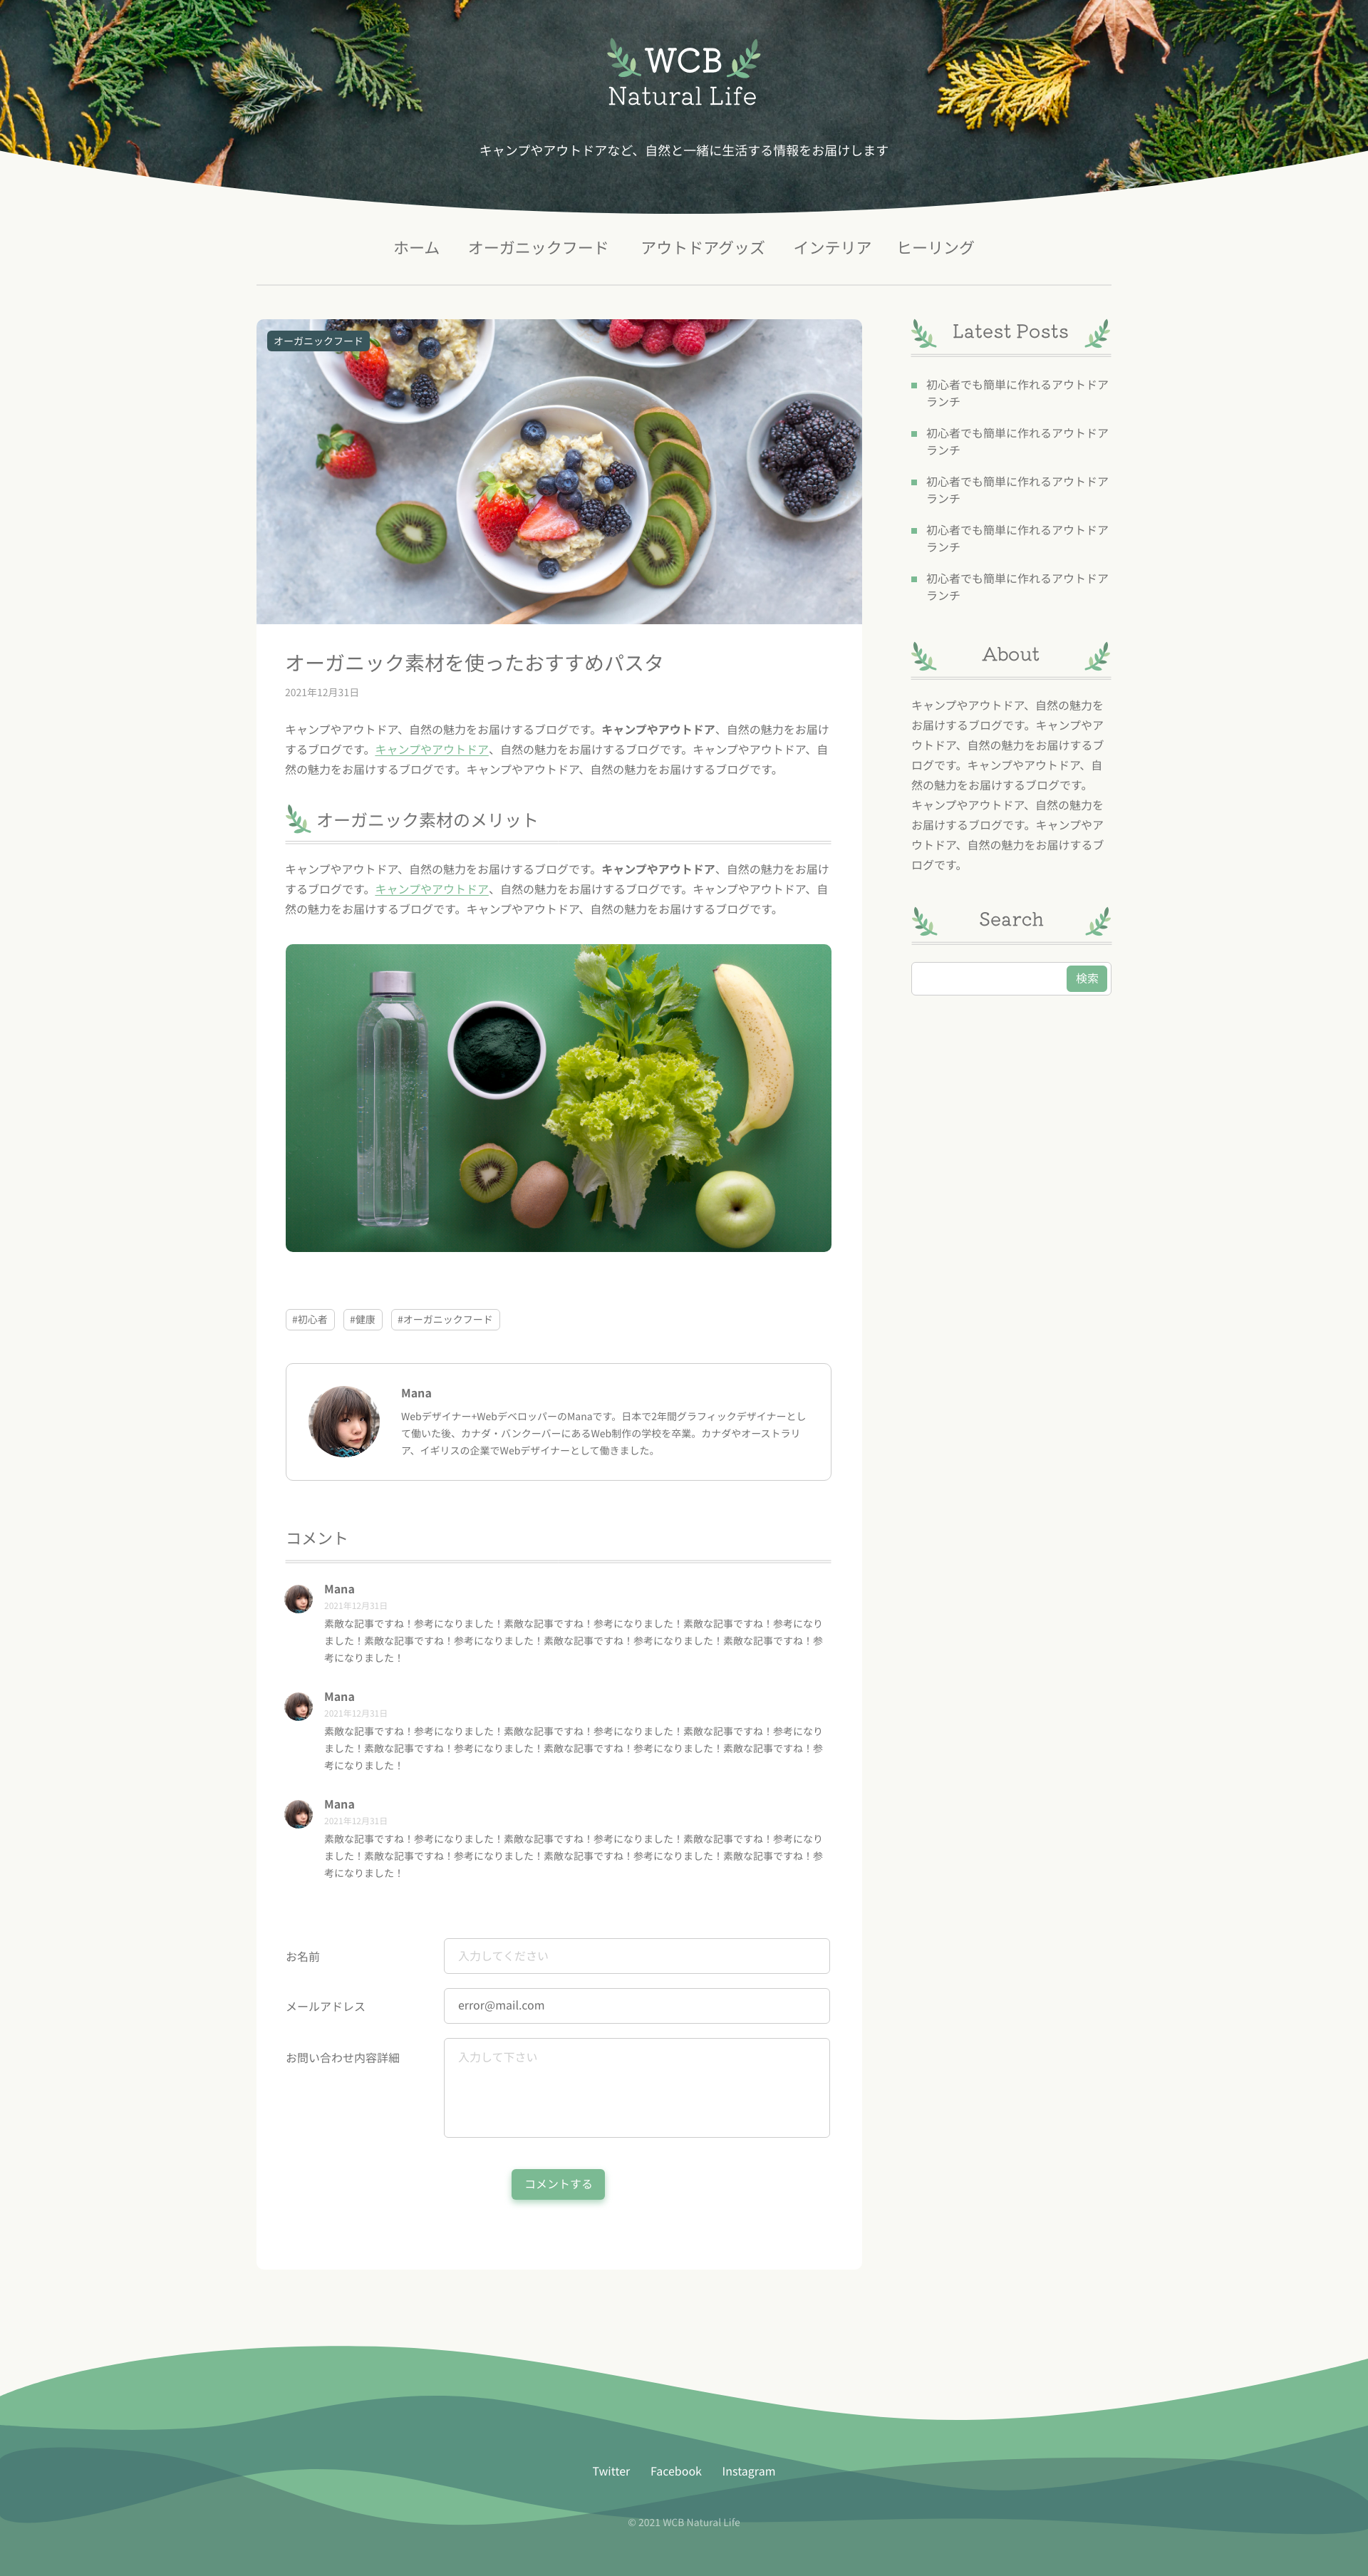 WCB
Natural Life
キャンプやアウトドアなど、自然と一緒に生活する情報をお届けします
ホーム オーガニックフード アウトドアグッズ インテリア ヒーリング
オーガニックフード
オーガニック素材を使ったおすすめパスタ
2021年12月31日
キャンプやアウトドア、自然の魅力をお届けするブログです。キャンプやアウトドア、自然の魅力をお届け
するブログです。キャンプやアウトドア、自然の魅力をお届けするブログです。キャンプやアウトドア、自
然の魅力をお届けするブログです。キャンプやアウトドア、自然の魅力をお届けするブログです。
オーガニック素材のメリット
キャンプやアウトドア、自然の魅力をお届けするブログです。キャンプやアウトドア、自然の魅力をお届け
するブログです。キャンプやアウトドア、自然の魅力をお届けするブログです。キャンプやアウトドア、自
然の魅力をお届けするブログです。キャンプやアウトドア、自然の魅力をお届けするブログです。
#初心者 #健康 #オーガニックフード
Mana
Webデザイナー+WebデベロッパーのManaです。日本で2年間グラフィックデザイナーとし
て働いた後、カナダ・バンクーバーにあるWeb制作の学校を卒業。カナダやオーストラリ
ア、イギリスの企業でWebデザイナーとして働きました。
コメント
Mana
2021年12月31日
素敵な記事ですね！参考になりました！素敵な記事ですね！参考になりました！素敵な記事ですね！参考になり
ました！素敵な記事ですね！参考になりました！素敵な記事ですね！参考になりました！素敵な記事ですね！参
考になりました！
Mana
2021年12月31日
素敵な記事ですね！参考になりました！素敵な記事ですね！参考になりました！素敵な記事ですね！参考になり
ました！素敵な記事ですね！参考になりました！素敵な記事ですね！参考になりました！素敵な記事ですね！参
考になりました！
Mana
2021年12月31日
素敵な記事ですね！参考になりました！素敵な記事ですね！参考になりました！素敵な記事ですね！参考になり
ました！素敵な記事ですね！参考になりました！素敵な記事ですね！参考になりました！素敵な記事ですね！参
考になりました！
お名前 入力してください
メールアドレス error@mail.com
お問い合わせ内容詳細 入力して下さい
コメントする
Latest Posts
初心者でも簡単に作れるアウトドア
ランチ
初心者でも簡単に作れるアウトドア
ランチ
初心者でも簡単に作れるアウトドア
ランチ
初心者でも簡単に作れるアウトドア
ランチ
初心者でも簡単に作れるアウトドア
ランチ
About
キャンプやアウトドア、自然の魅力を
お届けするブログです。キャンプやア
ウトドア、自然の魅力をお届けするブ
ログです。キャンプやアウトドア、自
然の魅力をお届けするブログです。
キャンプやアウトドア、自然の魅力を
お届けするブログです。キャンプやア
ウトドア、自然の魅力をお届けするブ
ログです。
Search
検索
Twitter Facebook Instagram
© 2021 WCB Natural Life